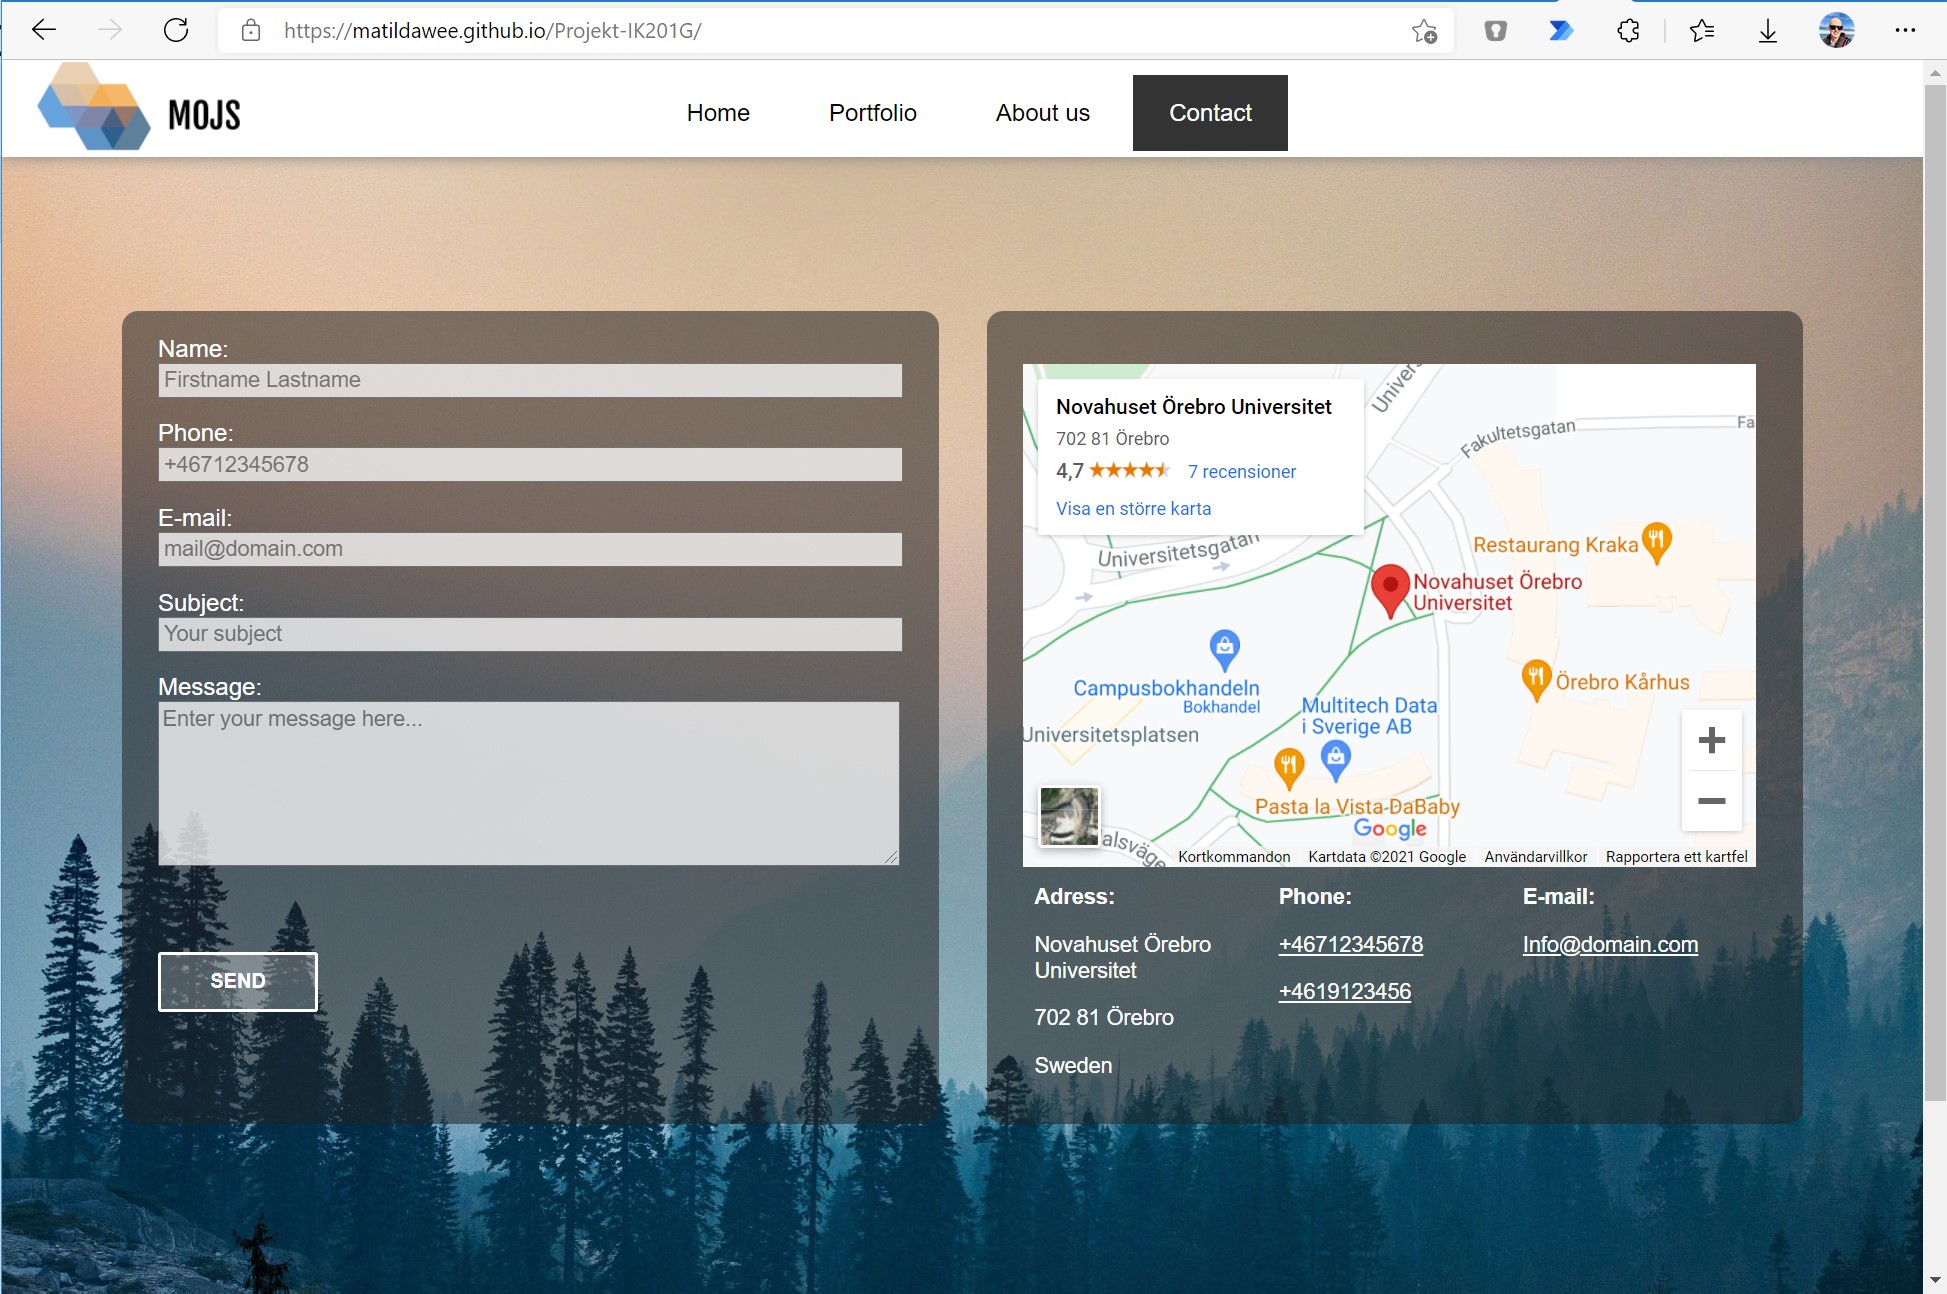 https://matildawee.github.io/Projekt-IK201G/
MOJS
Home
Portfolio
About us
Contact
Name:
Firstname Lastname
Phone:
+46712345678
E-mail:
mail@domain.com
Subject:
Your subject
Message:
Enter your message here...
SEND
Novahuset Örebro Universitet
702 81 Örebro
4,7
7 recensioner
Visa en större karta
Univers
Fakultetsgatan
Fa
Universitetsgatan
Restaurang Kraka
Novahuset Örebro
Universitet
Campusbokhandeln
Bokhandel
Örebro Kårhus
Multitech Data
i Sverige AB
Universitetsplatsen
Pasta la Vista DaBaby
Google
alsväge
Kortkommandon
Kartdata ©2021 Google
Användarvillkor
Rapportera ett kartfel
Adress:
Novahuset Örebro
Universitet
702 81 Örebro
Sweden
Phone:
+46712345678
+4619123456
E-mail:
Info@domain.com